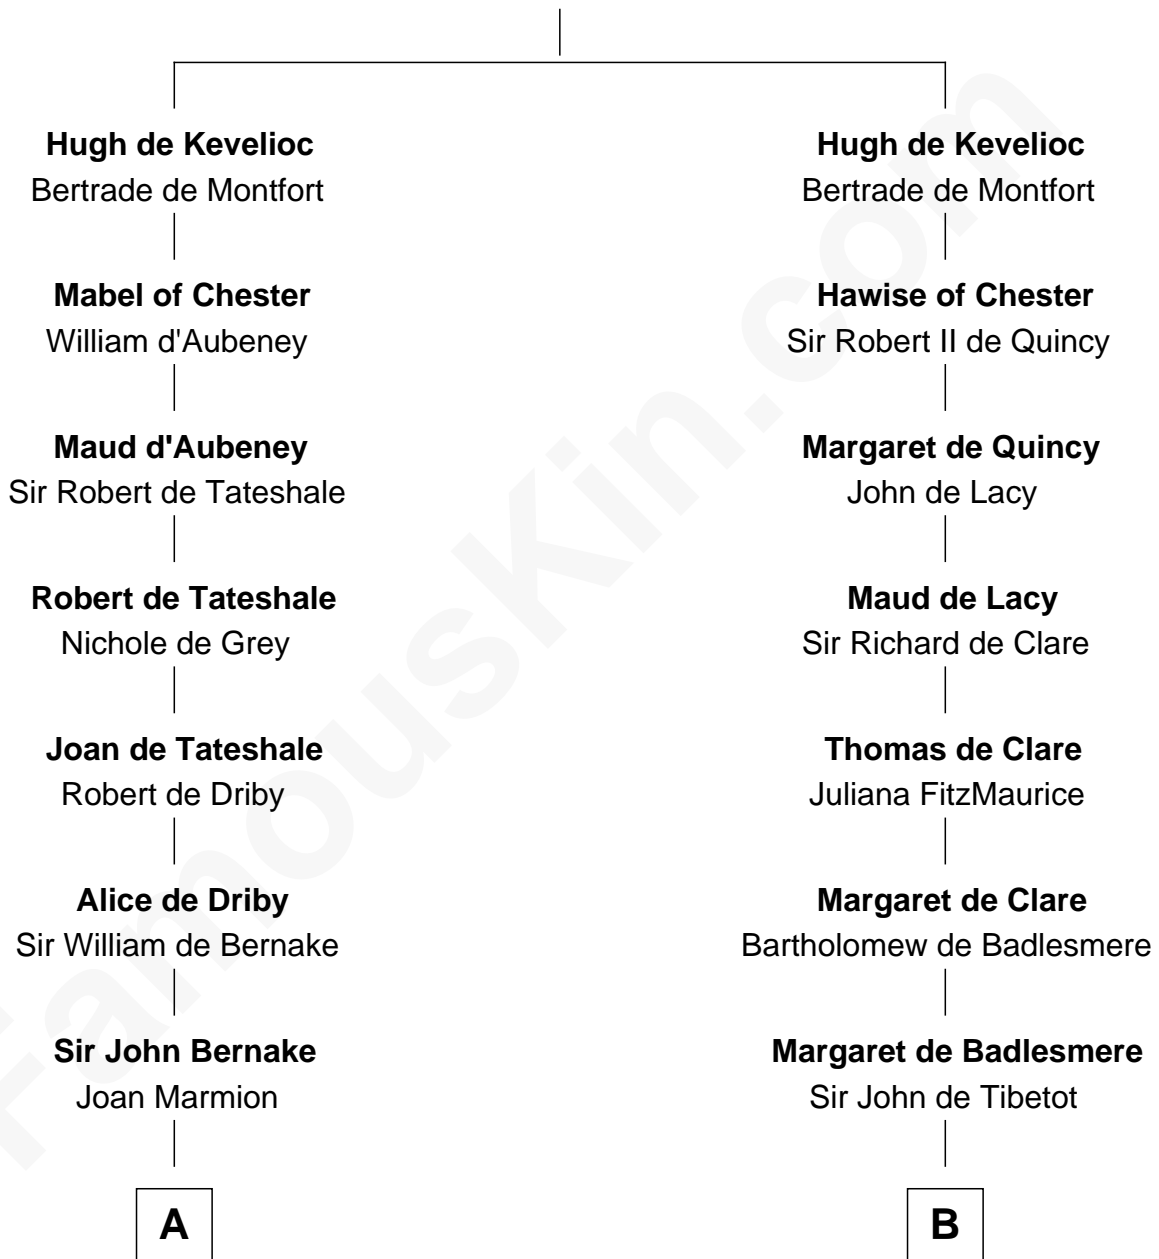 Hugh de Kevelioc
Bertrade de Montfort
Mabel of Chester
William d'Aubeney
Maud d'Aubeney
Sir Robert de Tateshale
Robert de Tateshale
Nichole de Grey
Joan de Tateshale
Robert de Driby
Alice de Driby
Sir William de Bernake
Sir John Bernake
Joan Marmion
A
Hugh de Kevelioc
Bertrade de Montfort
Hawise of Chester
Sir Robert II de Quincy
Margaret de Quincy
John de Lacy
Maud de Lacy
Sir Richard de Clare
Thomas de Clare
Juliana FitzMaurice
Margaret de Clare
Bartholomew de Badlesmere
Margaret de Badlesmere
Sir John de Tibetot
B
FamousKin.com